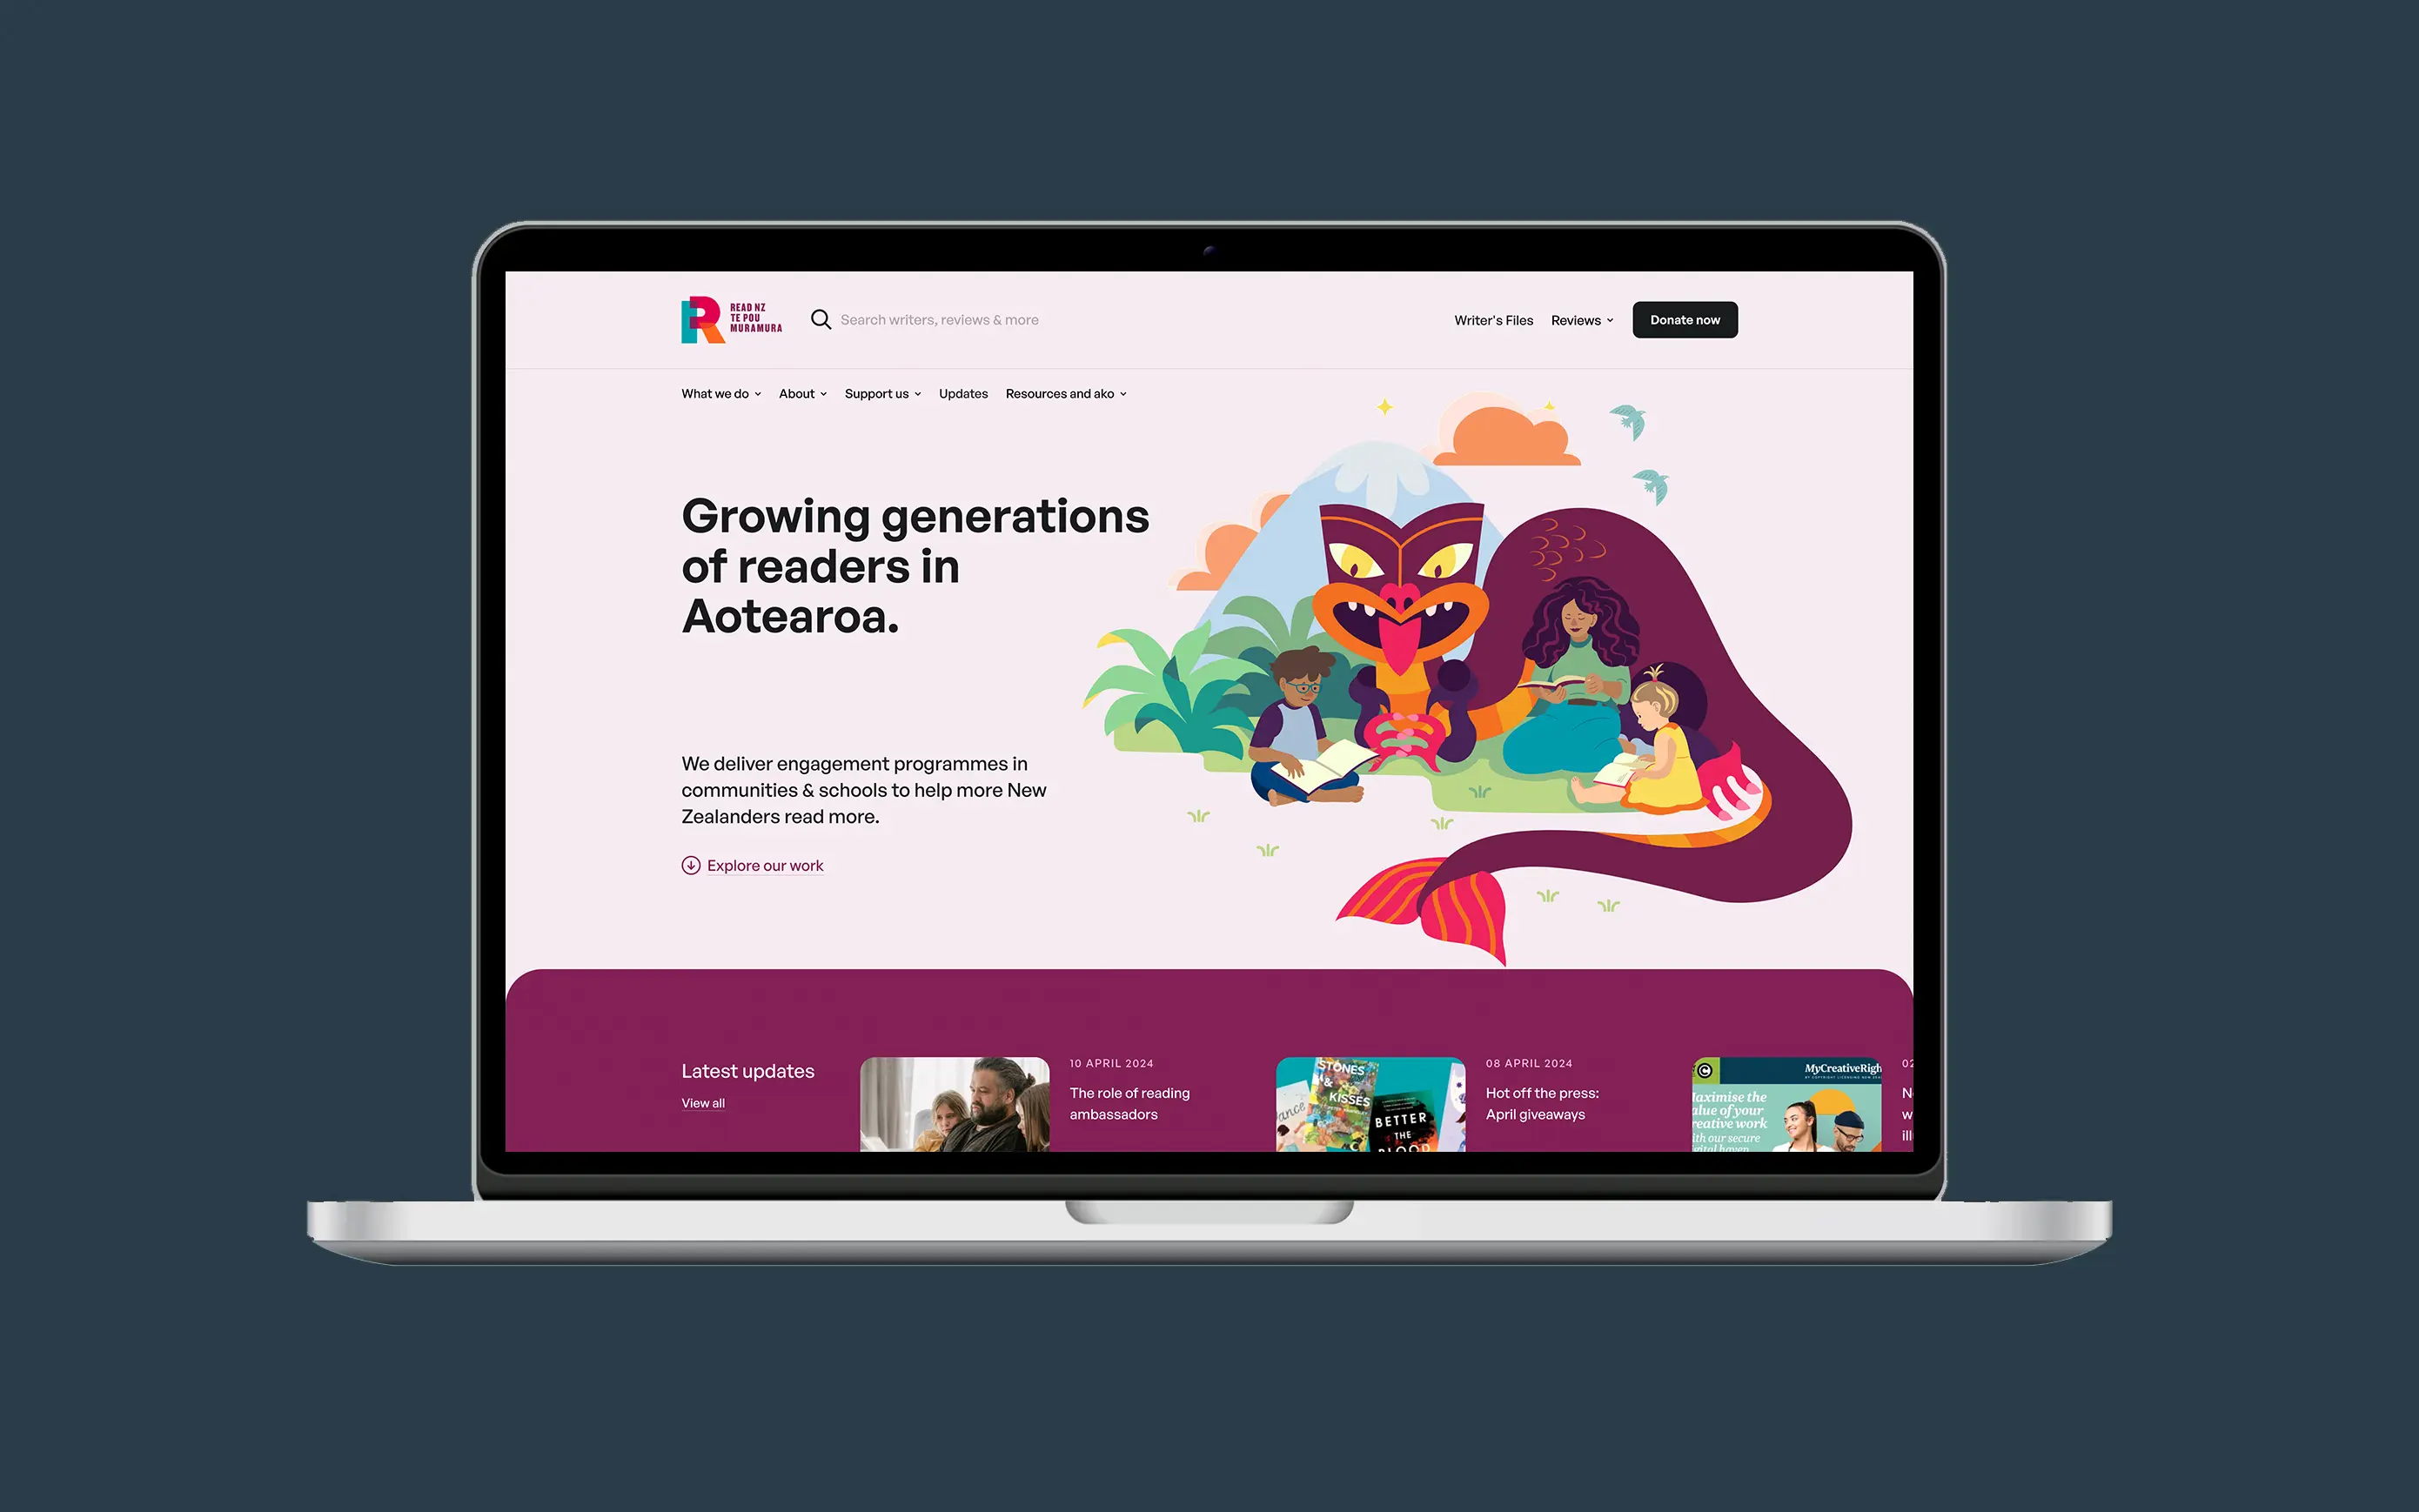 READ NZ
TE POU
MURAMURA
Search writers, reviews & more
Writer's Files
Reviews
Donate now
What we do
About
Support us
Updates
Resources and ako
Growing generations
of readers in
Aotearoa.
We deliver engagement programmes in
communities & schools to help more New
Zealanders read more.
Explore our work
Latest updates
View all
10 APRIL 2024
The role of reading
ambassadors
STONES
&
KISSES
BETTER
THE
BLOOD
08 APRIL 2024
Hot off the press:
April giveaways
MyCreativeRigh
aximise the
alue of your
reative work
ith our secure
gital haven
02
N
w
ill